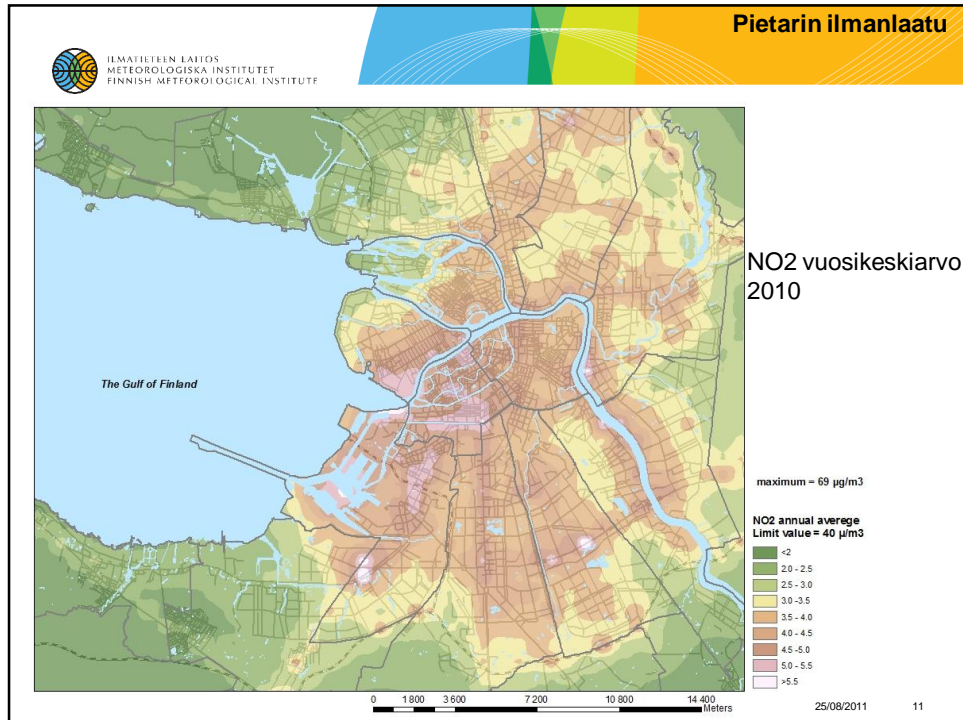 Pietarin ilmanlaatu
ILMATIETEEN LAITOS
METEOROLOGISKA INSTITUTET
FINNISH METEOROLOGICAL INSTITUTE
NO2 vuosikeskiarvo
2010
The Gulf of Finland
maximum = 69 µg/m3
NO2 annual averege
Limit value = 40 µ/m3
<2
2.0 - 2.5
2.5 - 3.0
3.0 -3.5
3.5 - 4.0
4.0 - 4.5
4.5 -5.0
5.0 - 5.5
>5.5
0 1 800 3 600 7 200 10 800 14 400
Meters
25/08/2011 11